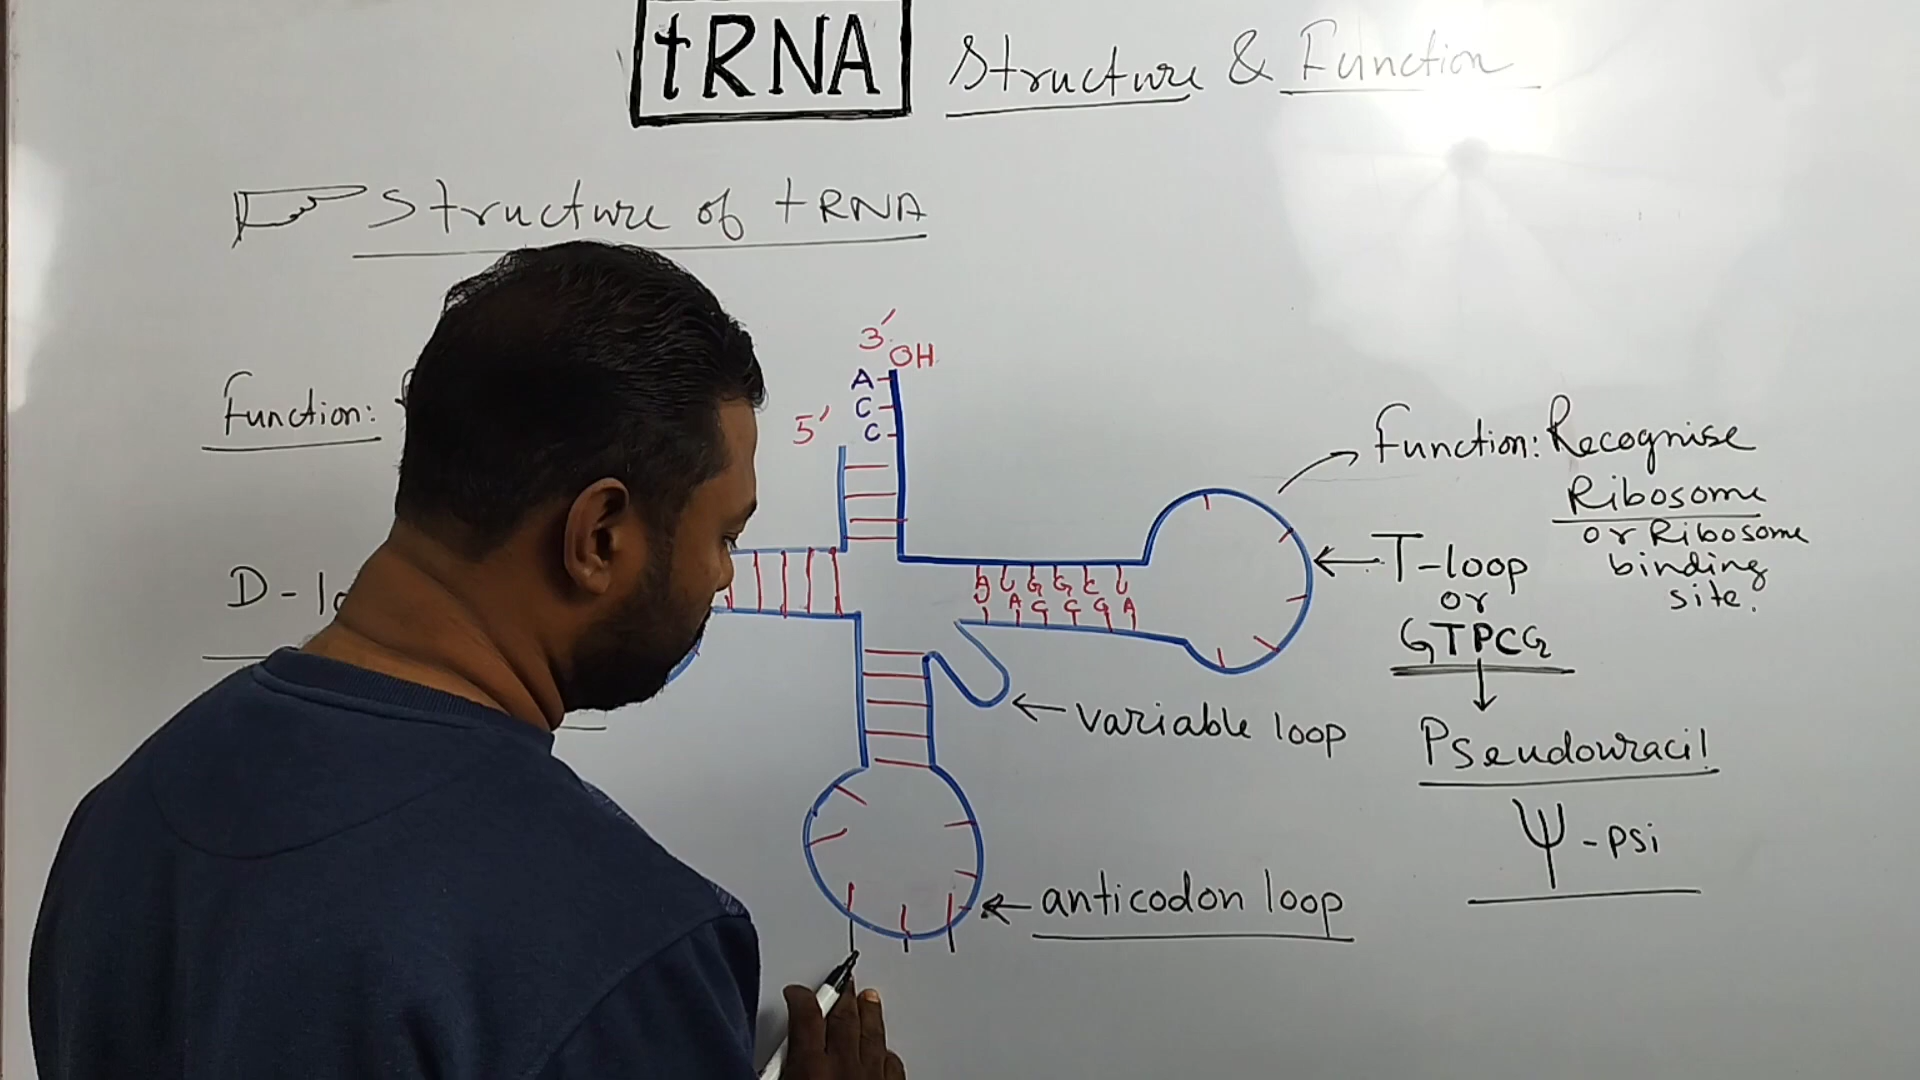 tRNA Structure & Function
Structure of tRNA
3′
OH
A
C
C
5′
Function:
D-lo
Function: Recognise
Ribosome
or Ribosome
binding
site.
T-loop
or
GTPCG
Pseudouracil
Ψ - psi
variable loop
anticodon loop